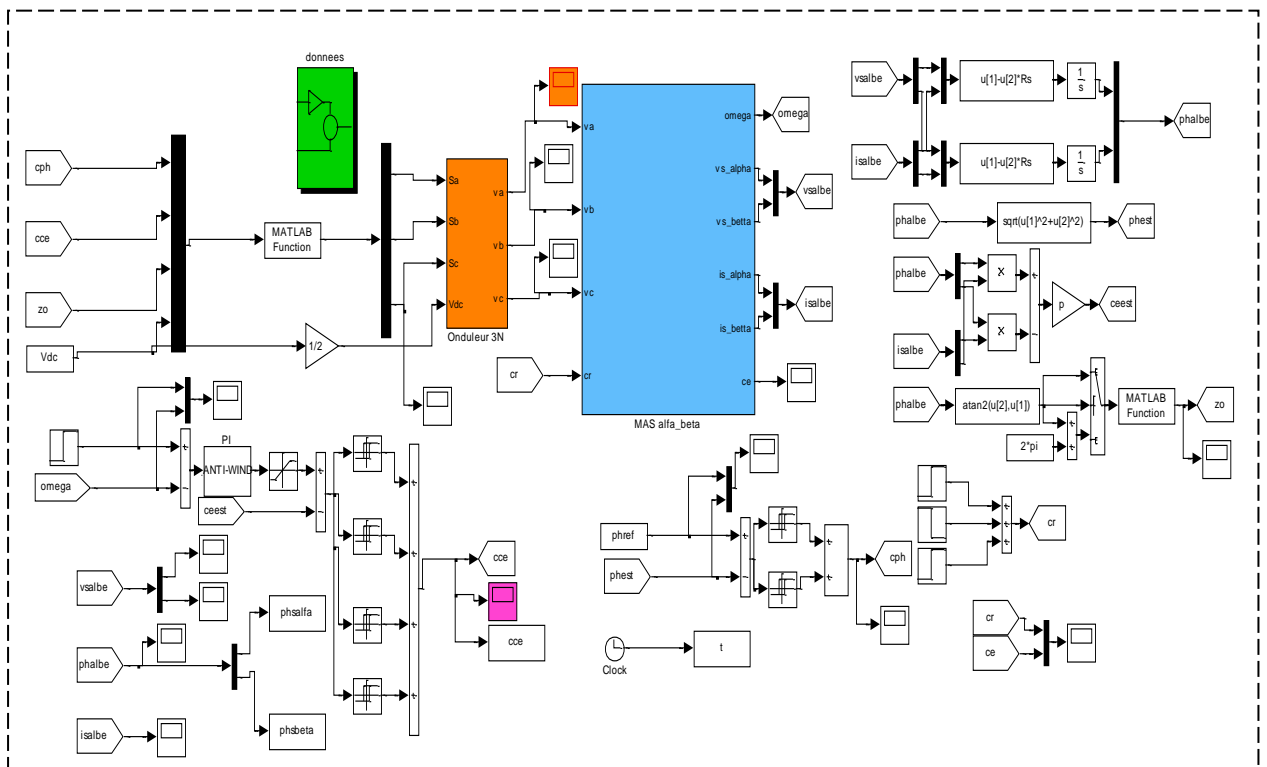 donnees
cph
cce
zo
Vdc
MATLAB
Function
1/2
Sa
Sb
Sc
Vdc
va
vb
vc
Onduleur 3N
va
vb
vc
cr
omega
vs_alpha
vs_betta
is_alpha
is_betta
ce
MAS alfa_beta
cr
omega
vsalbe
isalbe
vsalbe
isalbe
u[1]-u[2]*Rs
1
s
u[1]-u[2]*Rs
1
s
phalbe
phalbe
sqrt(u[1]^2+u[2]^2)
phest
phalbe
isalbe
X
X
p
ceest
phalbe
atan2(u[2],u[1])
2*pi
MATLAB
Function
zo
omega
PI
ANTI-WIND
ceest
cce
cce
vsalbe
phalbe
phsalfa
phsbeta
isalbe
phref
phest
cph
Clock
t
cr
cr
ce